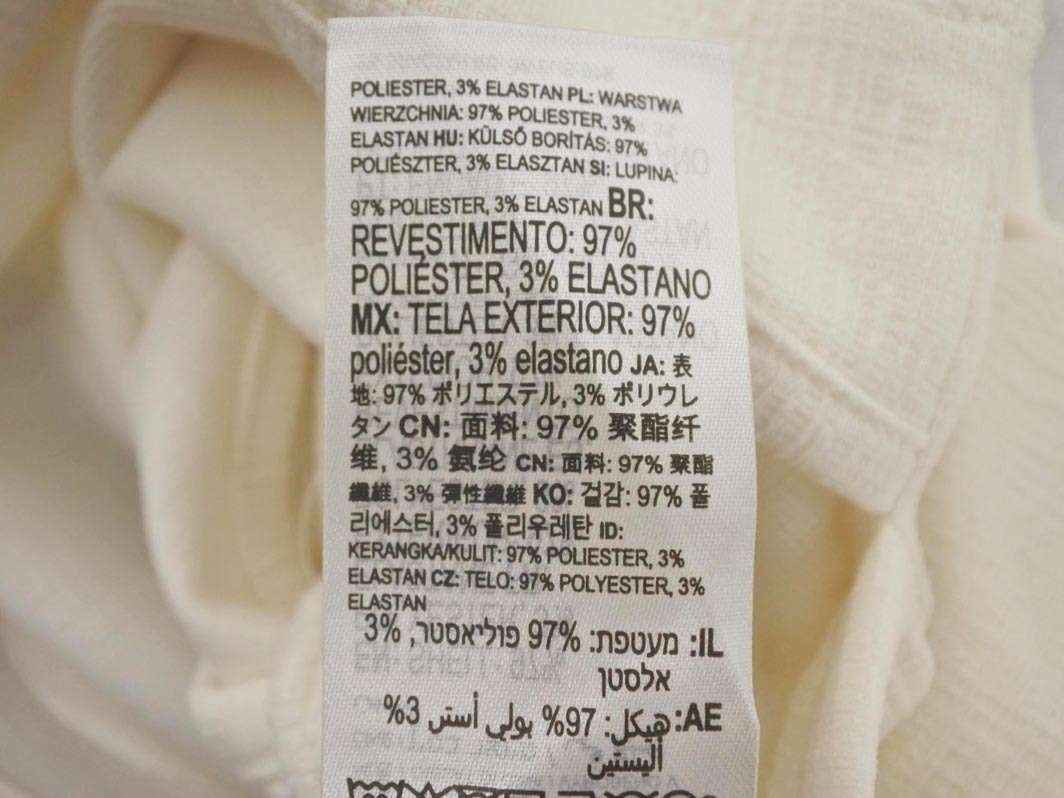 POLIESTER, 3% ELASTAN PL: WARSTWA
WIERZCHNIA: 97% POLIESTER, 3%
ELASTAN HU: KÜLSŐ BORÍTÁS: 97%
POLIÉSZTER, 3% ELASZTAN SI: LUPINA:
97% POLIESTER, 3% ELASTAN BR:
REVESTIMENTO: 97%
POLIÉSTER, 3% ELASTANO
MX: TELA EXTERIOR: 97%
poliéster, 3% elastano JA: 表
地: 97% ポリエステル, 3% ポリウレ
タン CN: 面料: 97% 聚酯纤
维, 3% 氨纶 CN: 面料: 97% 聚酯
纖維, 3% 彈性纖維 KO: 겉감: 97% 폴
리에스터, 3% 폴리우레탄 ID:
KERANGKA/KULIT: 97% POLIESTER, 3%
ELASTAN CZ: TELO: 97% POLYESTER, 3%
ELASTAN
IL: מעטפת: 97% פוליאסטר, 3%
אלסטן
AE: هيكل: 97% بولي أستر 3%
أليستين